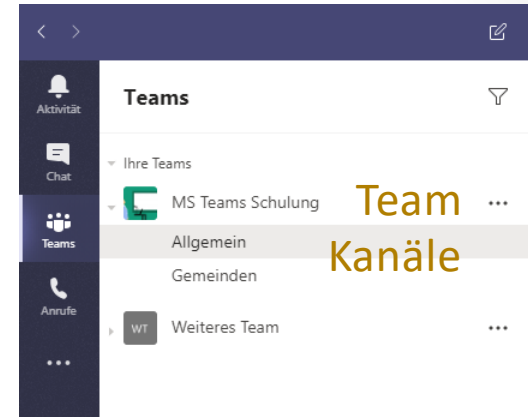 Aktivität
Chat
Teams
Anrufe
Teams
Ihre Teams
MS Teams Schulung
Team
Allgemein
Kanäle
Gemeinden
WT
Weiteres Team